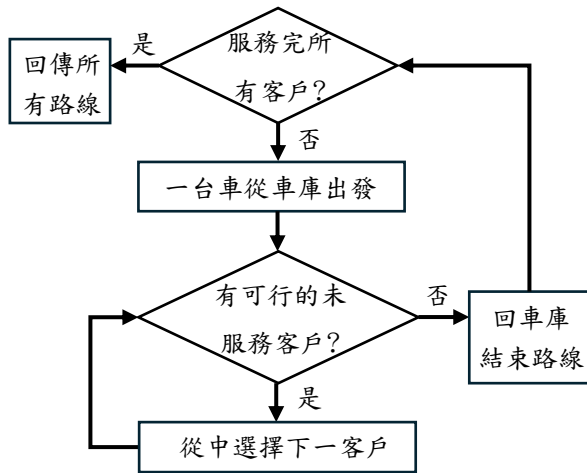 服務完所
有客戶?
是
回傳所
有路線
否
一台車從車庫出發
有可行的未
服務客戶?
否
回車庫
結束路線
是
從中選擇下一客戶